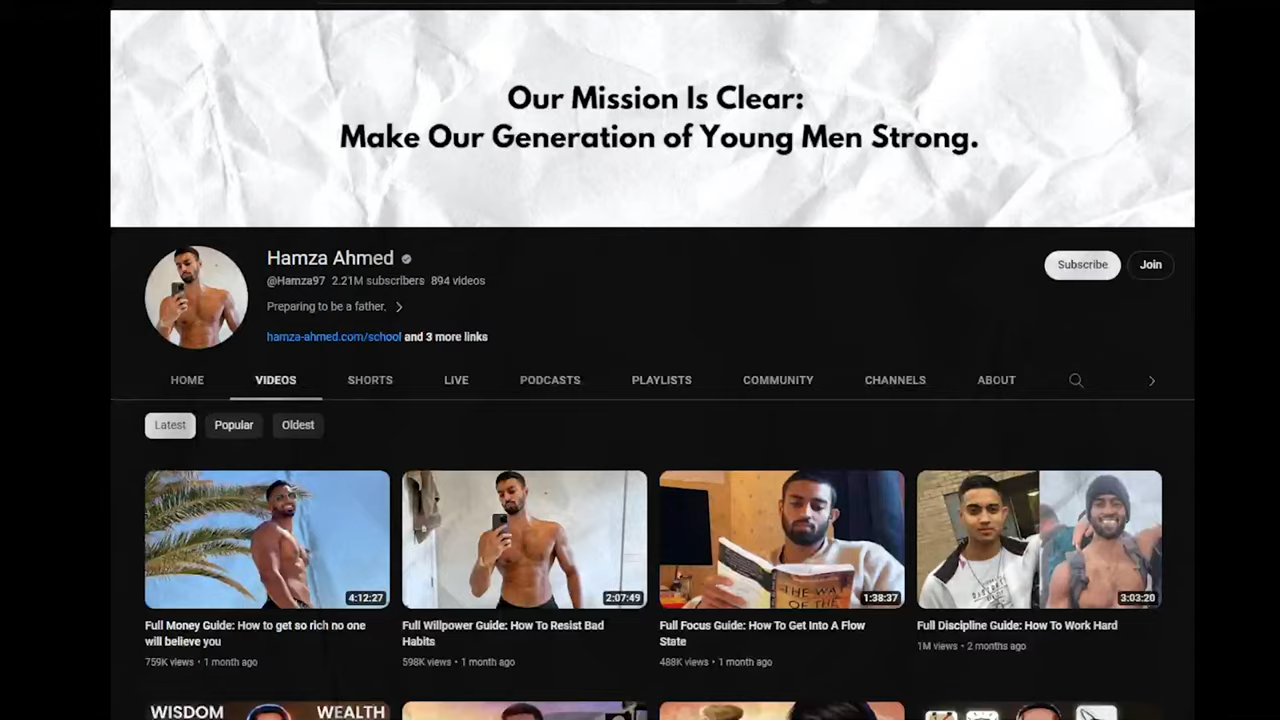 Our Mission Is Clear:
Make Our Generation of Young Men Strong.
Hamza Ahmed
@Hamza97 2.21M subscribers 894 videos
Preparing to be a father.
hamza-ahmed.com/school and 3 more links
Subscribe
Join
HOME VIDEOS SHORTS LIVE PODCASTS PLAYLISTS COMMUNITY CHANNELS ABOUT
Latest Popular Oldest
THE WAY
OF THE
4:12:27
2:07:49
1:38:37
3:03:20
Full Money Guide: How to get so rich no one
will believe you
759K views • 1 month ago
Full Willpower Guide: How To Resist Bad
Habits
598K views • 1 month ago
Full Focus Guide: How To Get Into A Flow
State
488K views • 1 month ago
Full Discipline Guide: How To Work Hard
1M views • 2 months ago
WISDOM WEALTH